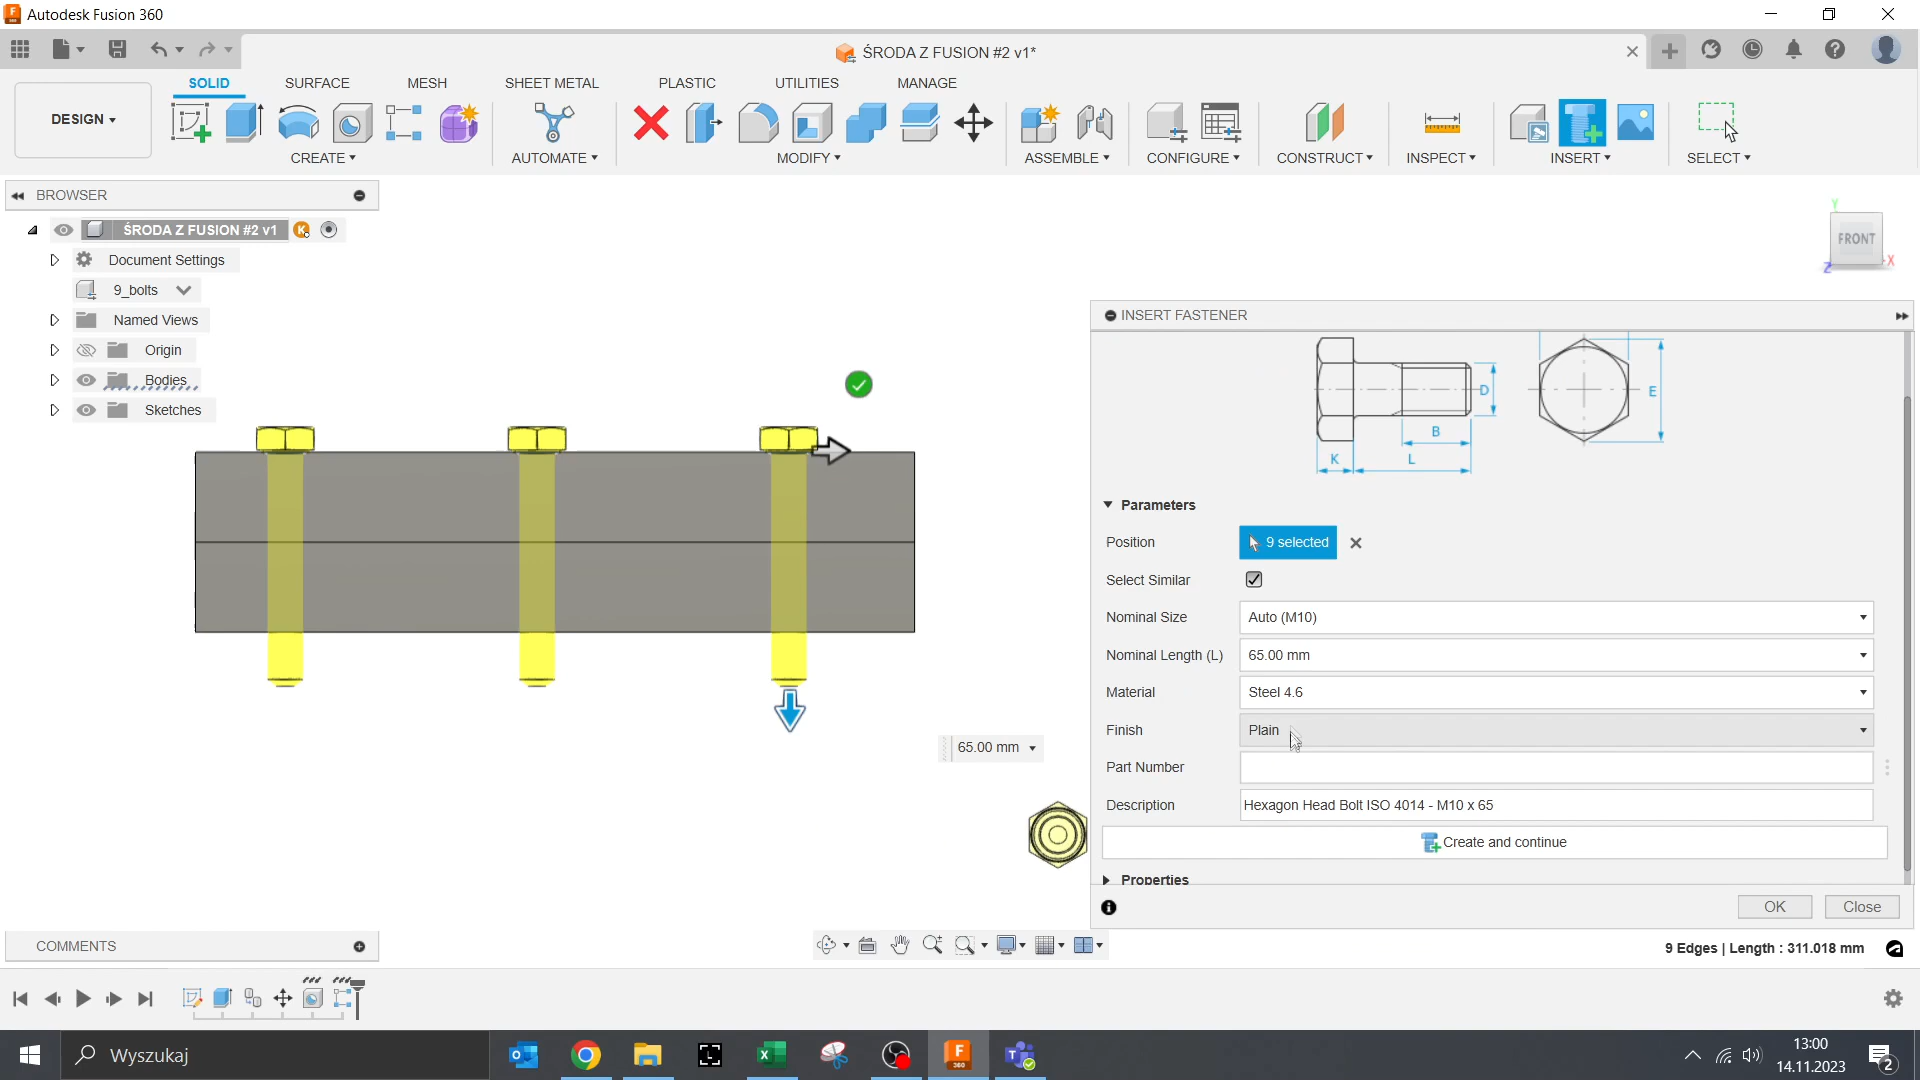 Autodesk Fusion 360
ŚRODA Z FUSION #2 v1*
SOLID SURFACE MESH SHEET METAL PLASTIC UTILITIES MANAGE
DESIGN
CREATE AUTOMATE MODIFY ASSEMBLE CONFIGURE CONSTRUCT INSPECT INSERT SELECT
BROWSER
ŚRODA Z FUSION #2 v1
K
Document Settings
9_bolts
Named Views
Origin
Bodies
Sketches
Y
FRONT
Z
X
INSERT FASTENER
D
E
B
K
L
Parameters
Position 9 selected
Select Similar
Nominal Size Auto (M10)
Nominal Length (L) 65.00 mm
Material Steel 4.6
Finish Plain
65.00 mm
Part Number
Description Hexagon Head Bolt ISO 4014 - M10 x 65
Create and continue
Properties
OK Close
COMMENTS
9 Edges | Length : 311.018 mm
Wyszukaj
F
360
13:00
14.11.2023
2